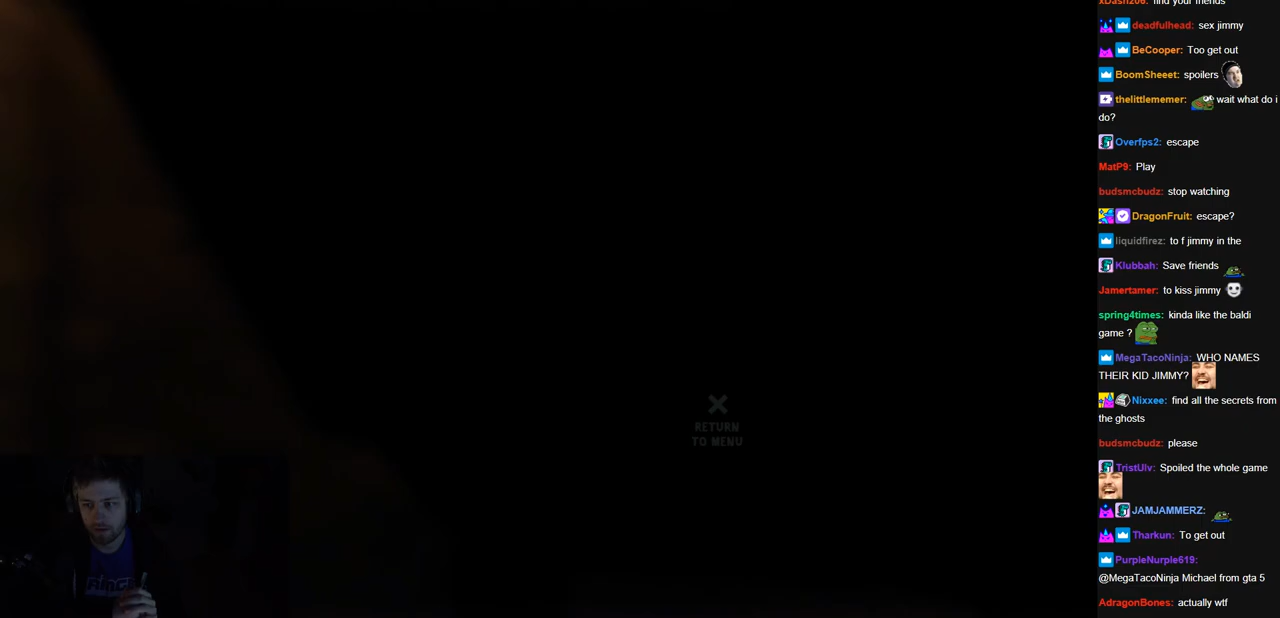 xDash206: find your friends
deadfulhead: sex jimmy
BeCooper: Too get out
BoomSheeet: spoilers
thelittlememer: wait what do i
do?
Overfps2: escape
MatP9: Play
budsmcbudz: stop watching
DragonFruit: escape?
liquidfirez: to f jimmy in the
Klubbah: Save friends
Jamertamer: to kiss jimmy
spring4times: kinda like the baldi
game ?
MegaTacoNinja: WHO NAMES
THEIR KID JIMMY?
Nixxee: find all the secrets from
the ghosts
budsmcbudz: please
TristUlv: Spoiled the whole game
JAMJAMMERZ:
Tharkun: To get out
PurpleNurple619:
@MegaTacoNinja Michael from gta 5
AdragonBones: actually wtf
RETURN
TO MENU